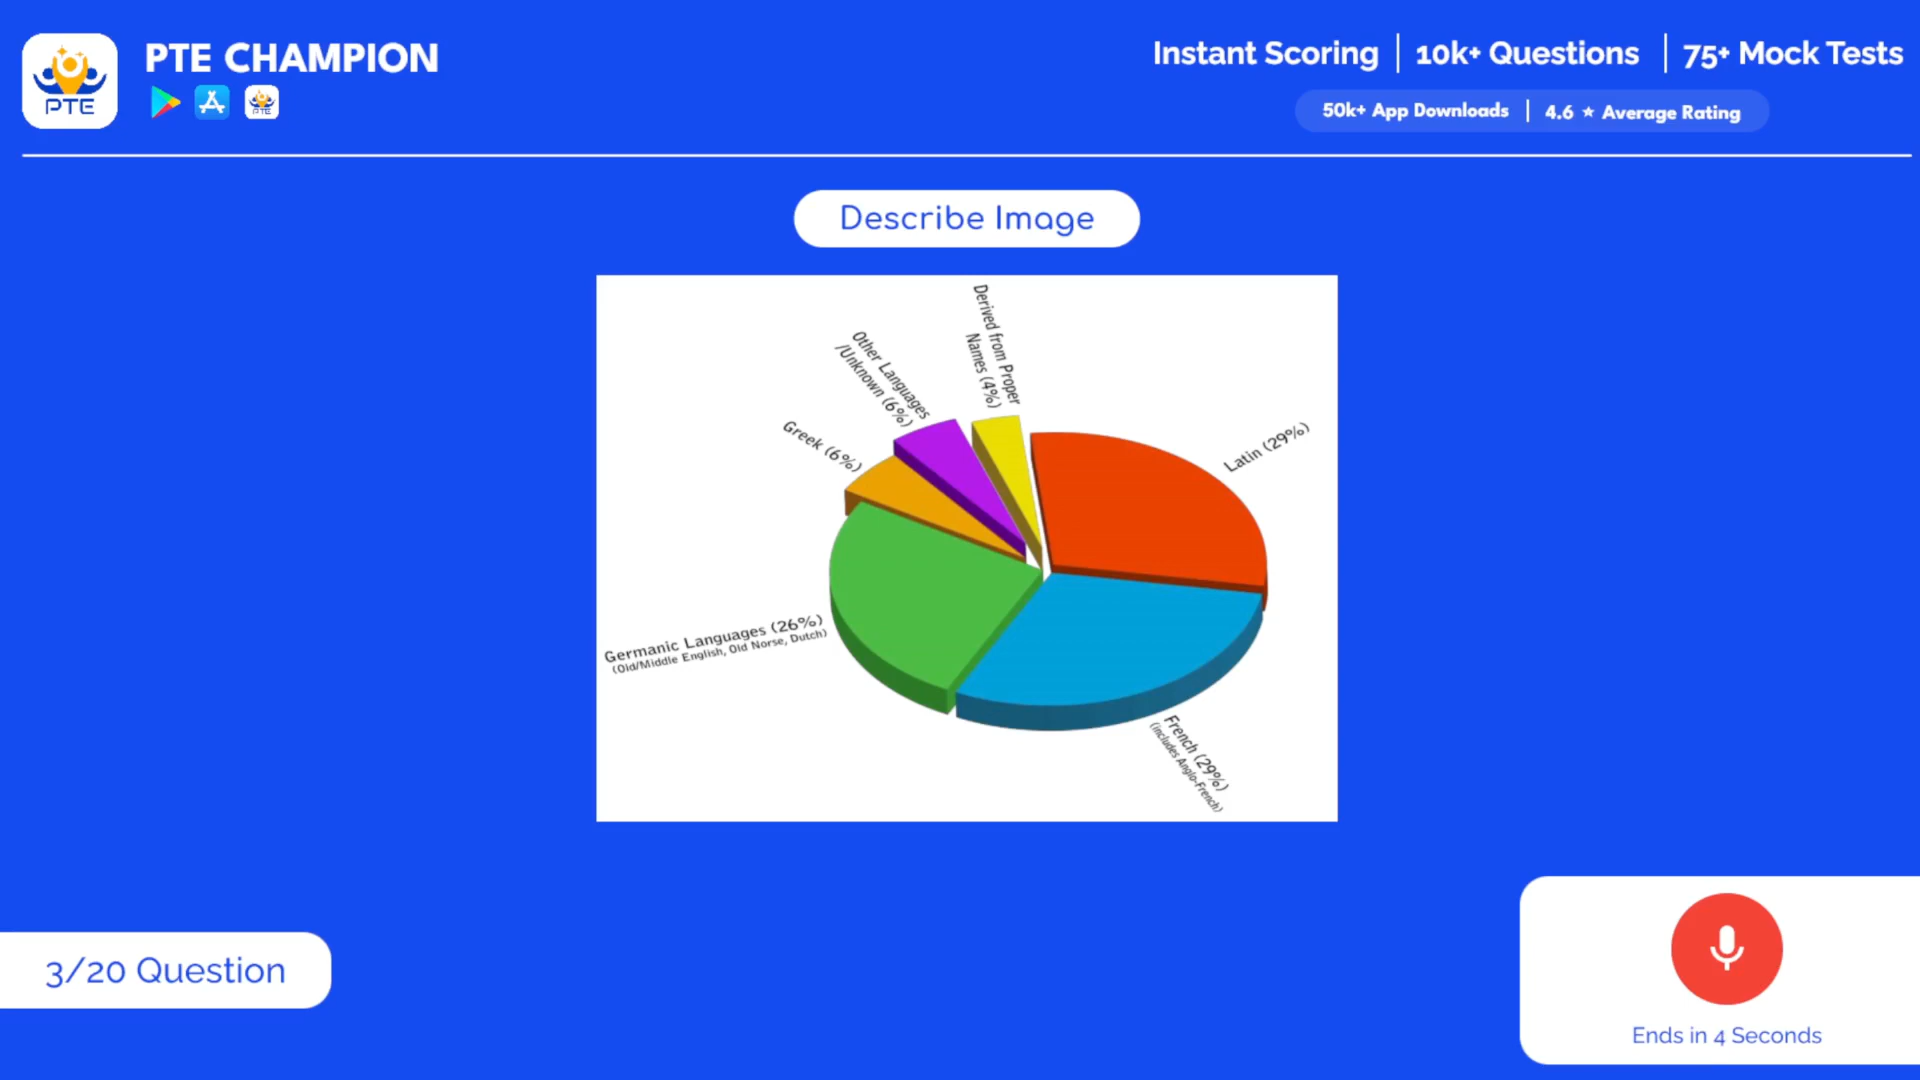 PTE CHAMPION
PTE
PTE
Instant Scoring | 10k+ Questions | 75+ Mock Tests
50k+ App Downloads | 4.6 ★ Average Rating
Describe Image
Derived from Proper
Names (4%)
Other Languages
/Unknown (6%)
Greek (6%)
Latin (29%)
Germanic Languages (26%)
(Old/Middle English, Old Norse, Dutch)
French (29%)
(includes Anglo-French)
3/20 Question
Ends in 4 Seconds